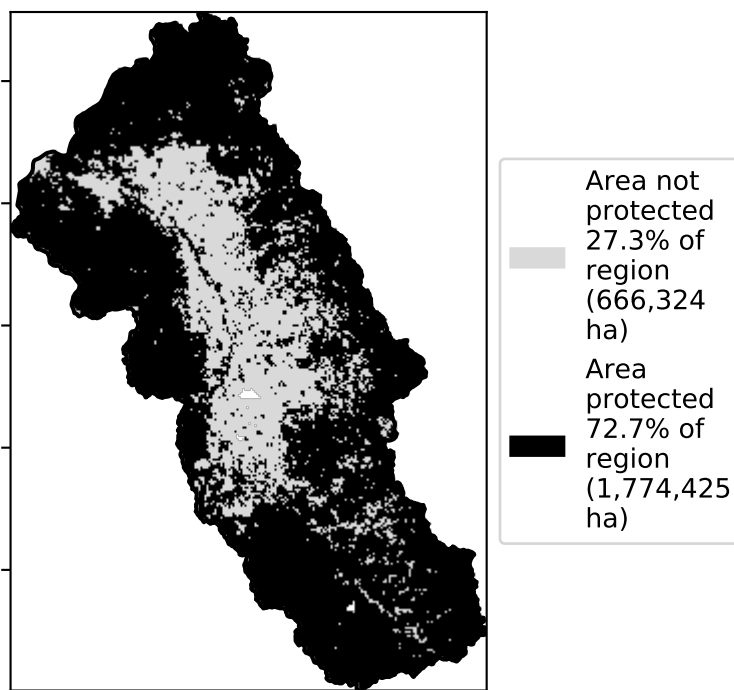 Area not
protected
27.3% of
region
(666,324
ha)
Area
protected
72.7% of
region
(1,774,425
ha)